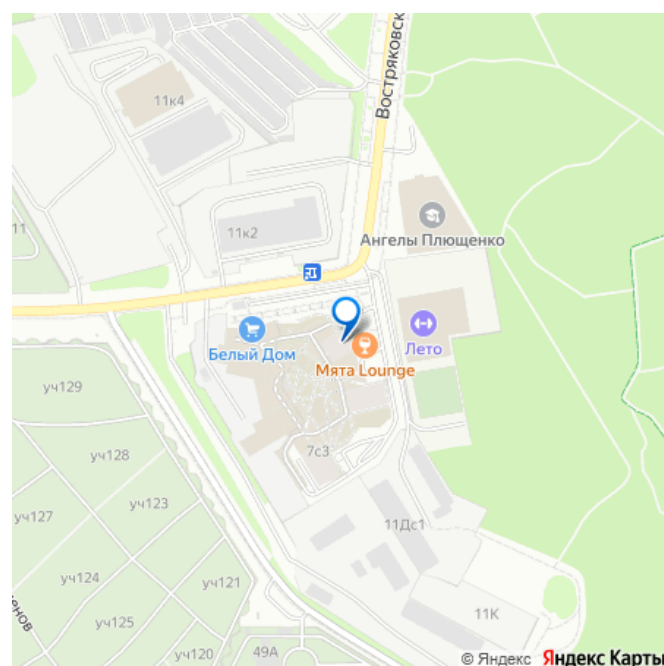 Востряковск
11к4
11
11к2
Ангелы Плющенко
Белый Дом
Лето
Мята Lounge
уч129
7с3
уч128
уч123
уч127
11Дс1
уч124
уч121
11К
енов
уч125
уч120
49А
© Яндекс Яндекс Карты